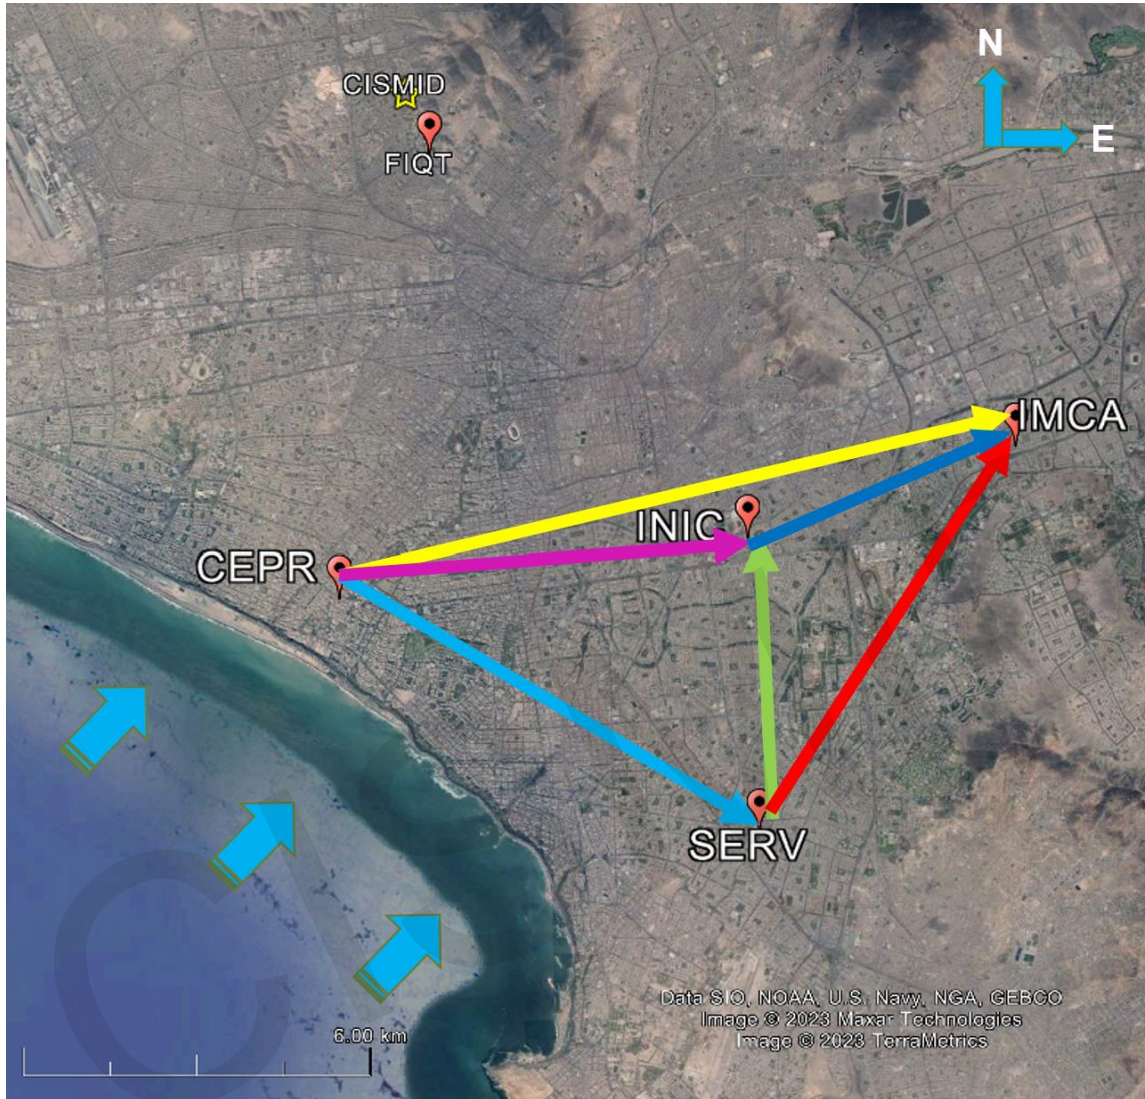 N
CISMID
E
FIQT
IMCA
INIC
CEPR
SERV
Data SIO, NOAA, U.S. Navy, NGA, GEBCO
Image © 2023 Maxar Technologies
Image © 2023 TerraMetrics
6.00 km